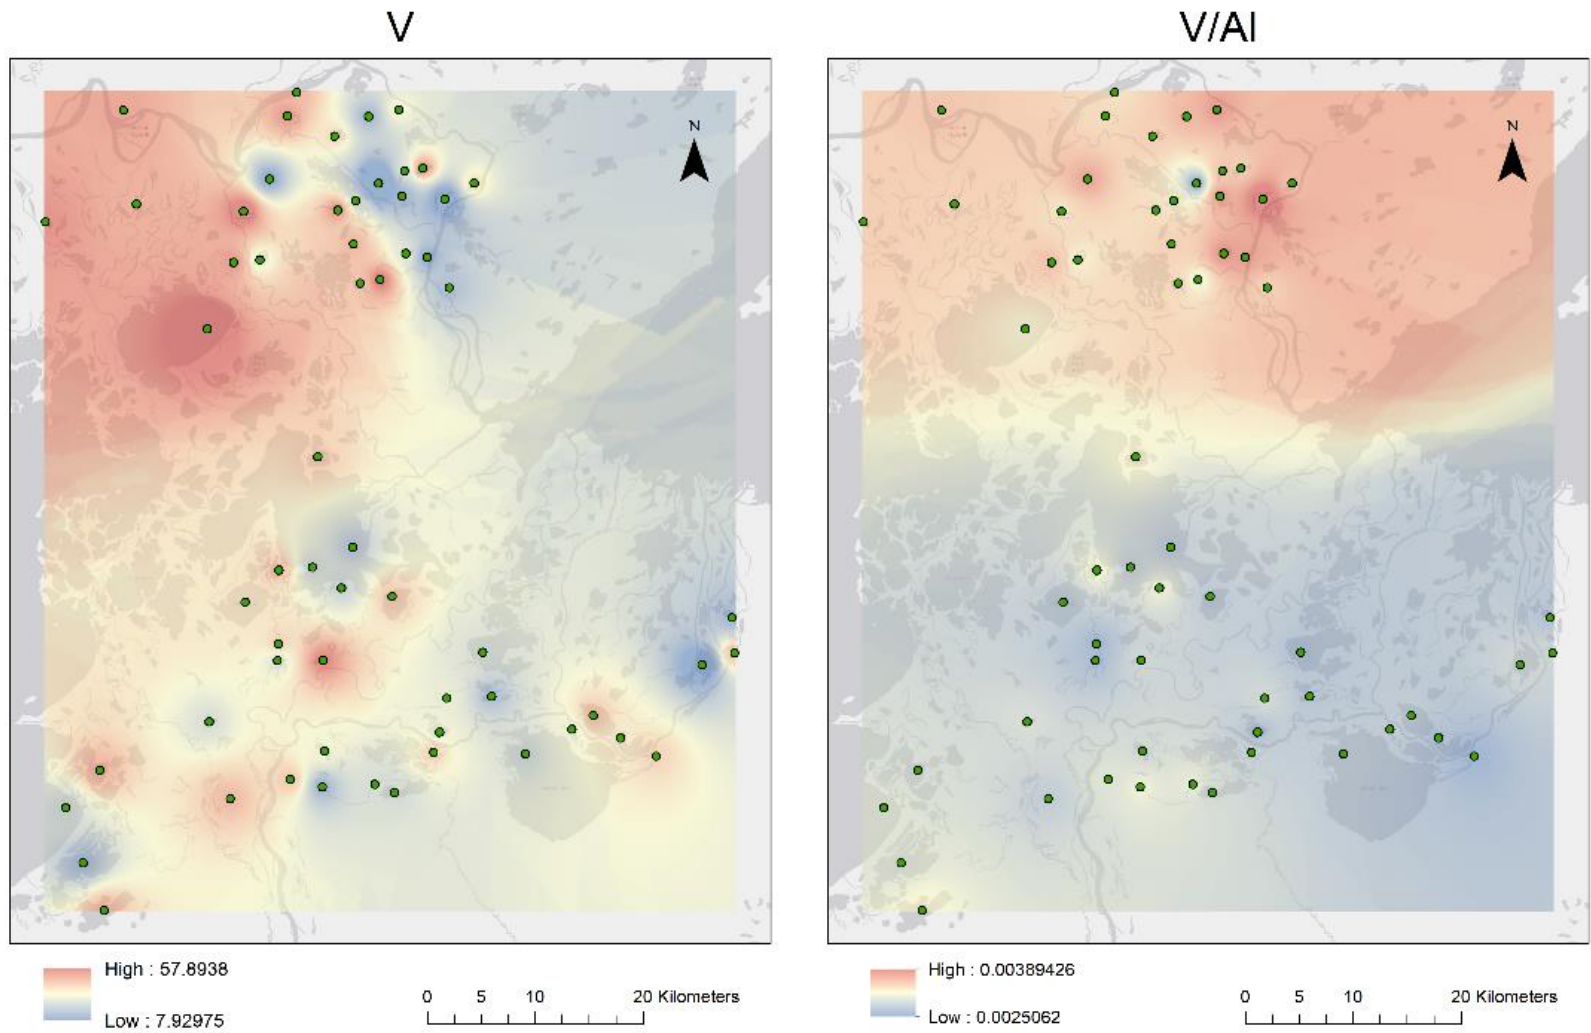 V
V/Al
N
N
High : 57.8938
Low : 7.92975
0 5 10 20 Kilometers
High : 0.00389426
Low : 0.0025062
0 5 10 20 Kilometers